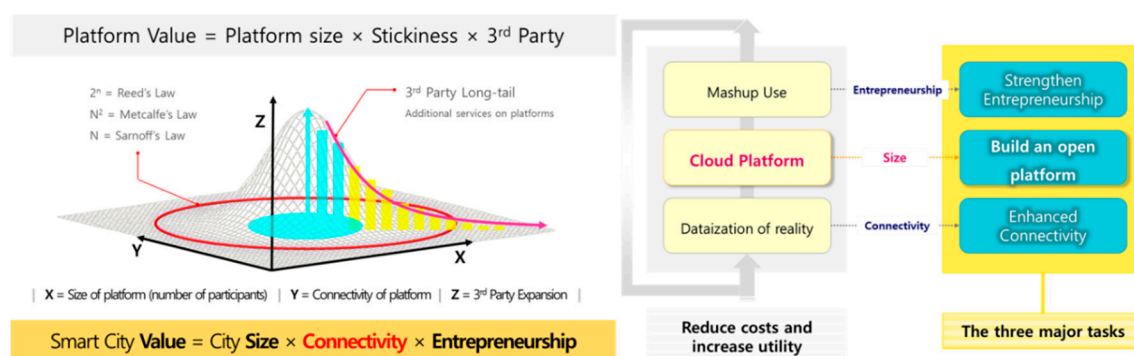 Platform Value = Platform size × Stickiness × 3rd Party
2ⁿ = Reed's Law
N² = Metcalfe's Law
N = Sarnoff's Law
Z
3rd Party Long-tail
Additional services on platforms
Y
X
| X = Size of platform (number of participants) | Y = Connectivity of platform | Z = 3rd Party Expansion |
Smart City Value = City Size × Connectivity × Entrepreneurship
Mashup Use
Entrepreneurship
Strengthen
Entrepreneurship
Cloud Platform
Size
Build an open
platform
Dataization of reality
Connectivity
Enhanced
Connectivity
Reduce costs and
increase utility
The three major tasks